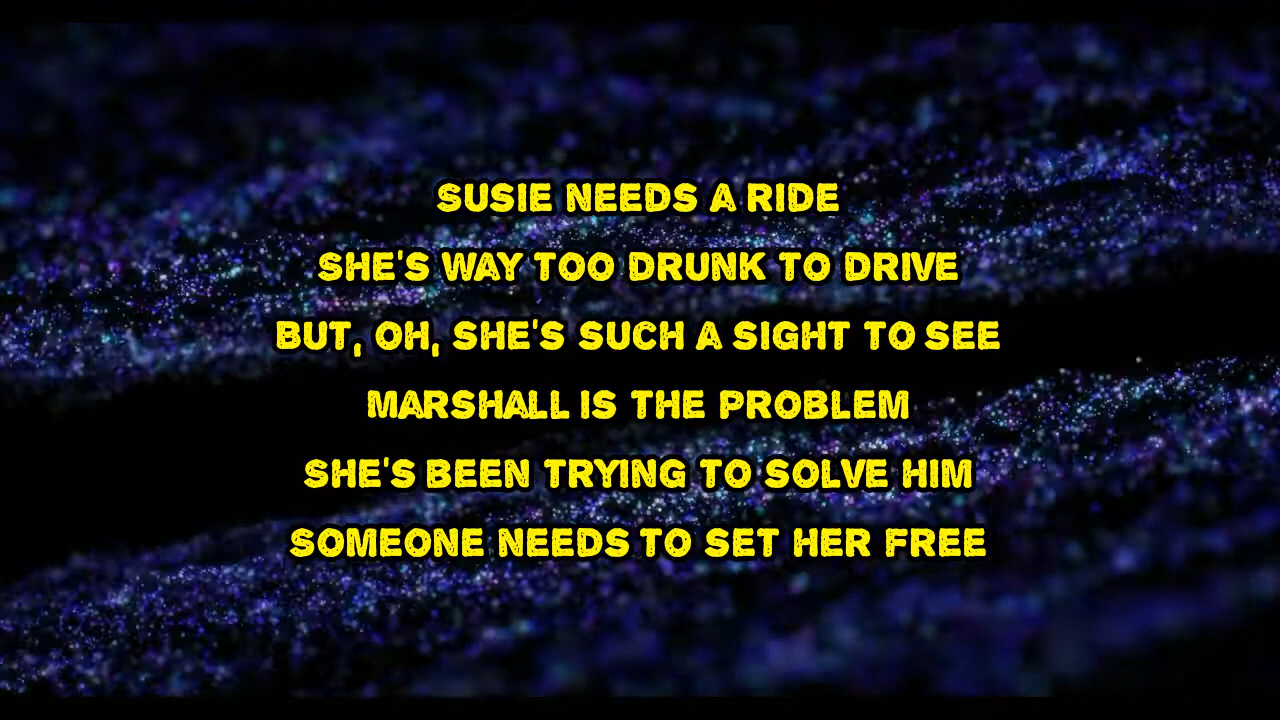 SUSIE NEEDS A RIDE
SHE'S WAY TOO DRUNK TO DRIVE
BUT, OH, SHE'S SUCH A SIGHT TO SEE
MARSHALL IS THE PROBLEM
SHE'S BEEN TRYING TO SOLVE HIM
SOMEONE NEEDS TO SET HER FREE